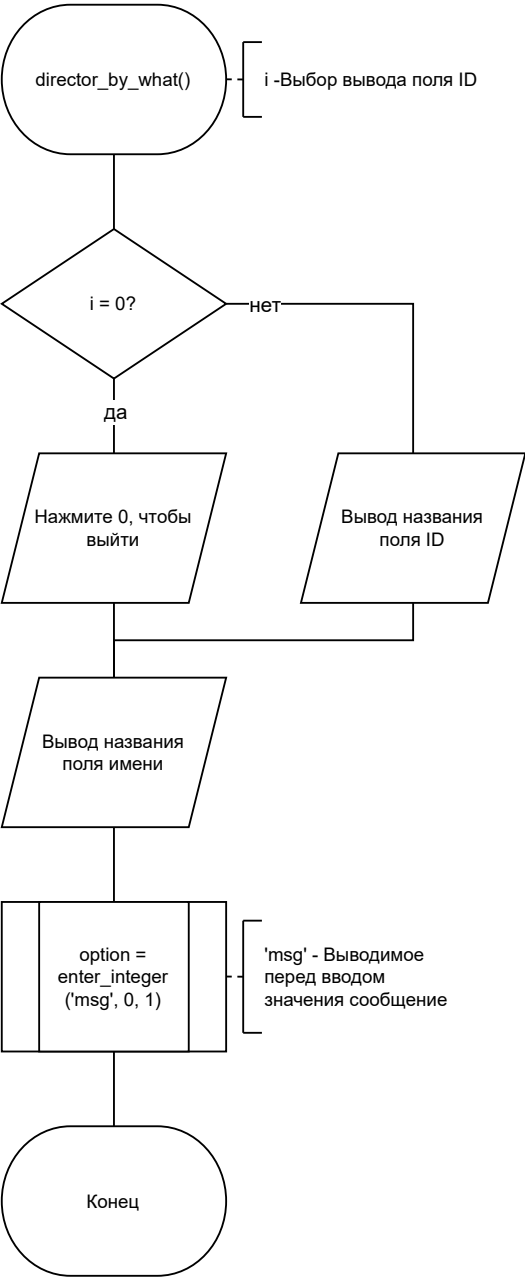 director_by_what()
i -Выбор вывода поля ID
i = 0?
нет
да
Нажмите 0, чтобы
выйти
Вывод названия
поля ID
Вывод названия
поля имени
option =
enter_integer
('msg', 0, 1)
'msg' - Выводимое
перед вводом
значения сообщение
Конец